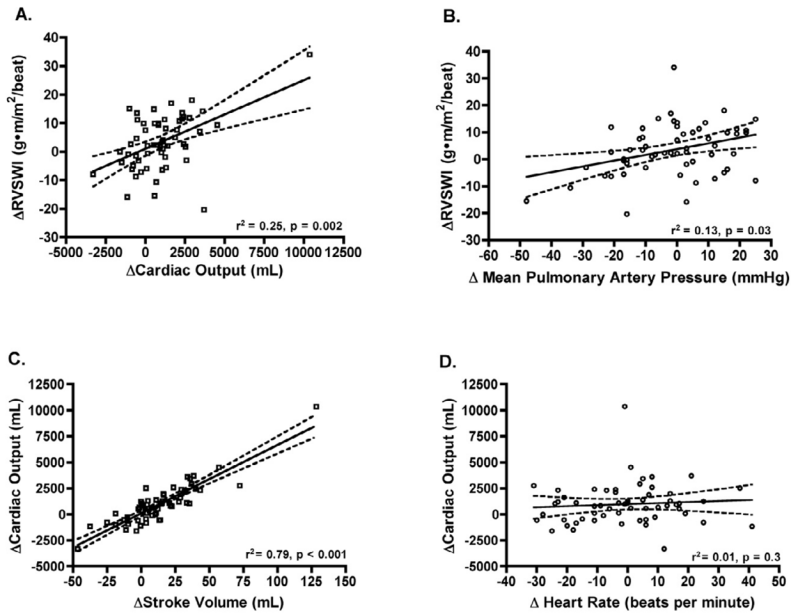 A.
ΔRVSWI (g•m/m²/beat)
40
30
20
10
0
-10
-20
-30
-5000 -2500 0 2500 5000 7500 10000 12500
r² = 0.25, p = 0.002
ΔCardiac Output (mL)
B.
ΔRVSWI (g•m/m²/beat)
40
30
20
10
0
-10
-20
-30
-60 -50 -40 -30 -20 -10 0 10 20 30
r² = 0.13, p = 0.03
Δ Mean Pulmonary Artery Pressure (mmHg)
C.
ΔCardiac Output (mL)
12500
10000
7500
5000
2500
0
-2500
-5000
-50 -25 0 25 50 75 100 125 150
r²= 0.79, p < 0.001
ΔStroke Volume (mL)
D.
ΔCardiac Output (mL)
12500
10000
7500
5000
2500
0
-2500
-5000
-40 -30 -20 -10 0 10 20 30 40 50
r²= 0.01, p = 0.3
Δ Heart Rate (beats per minute)